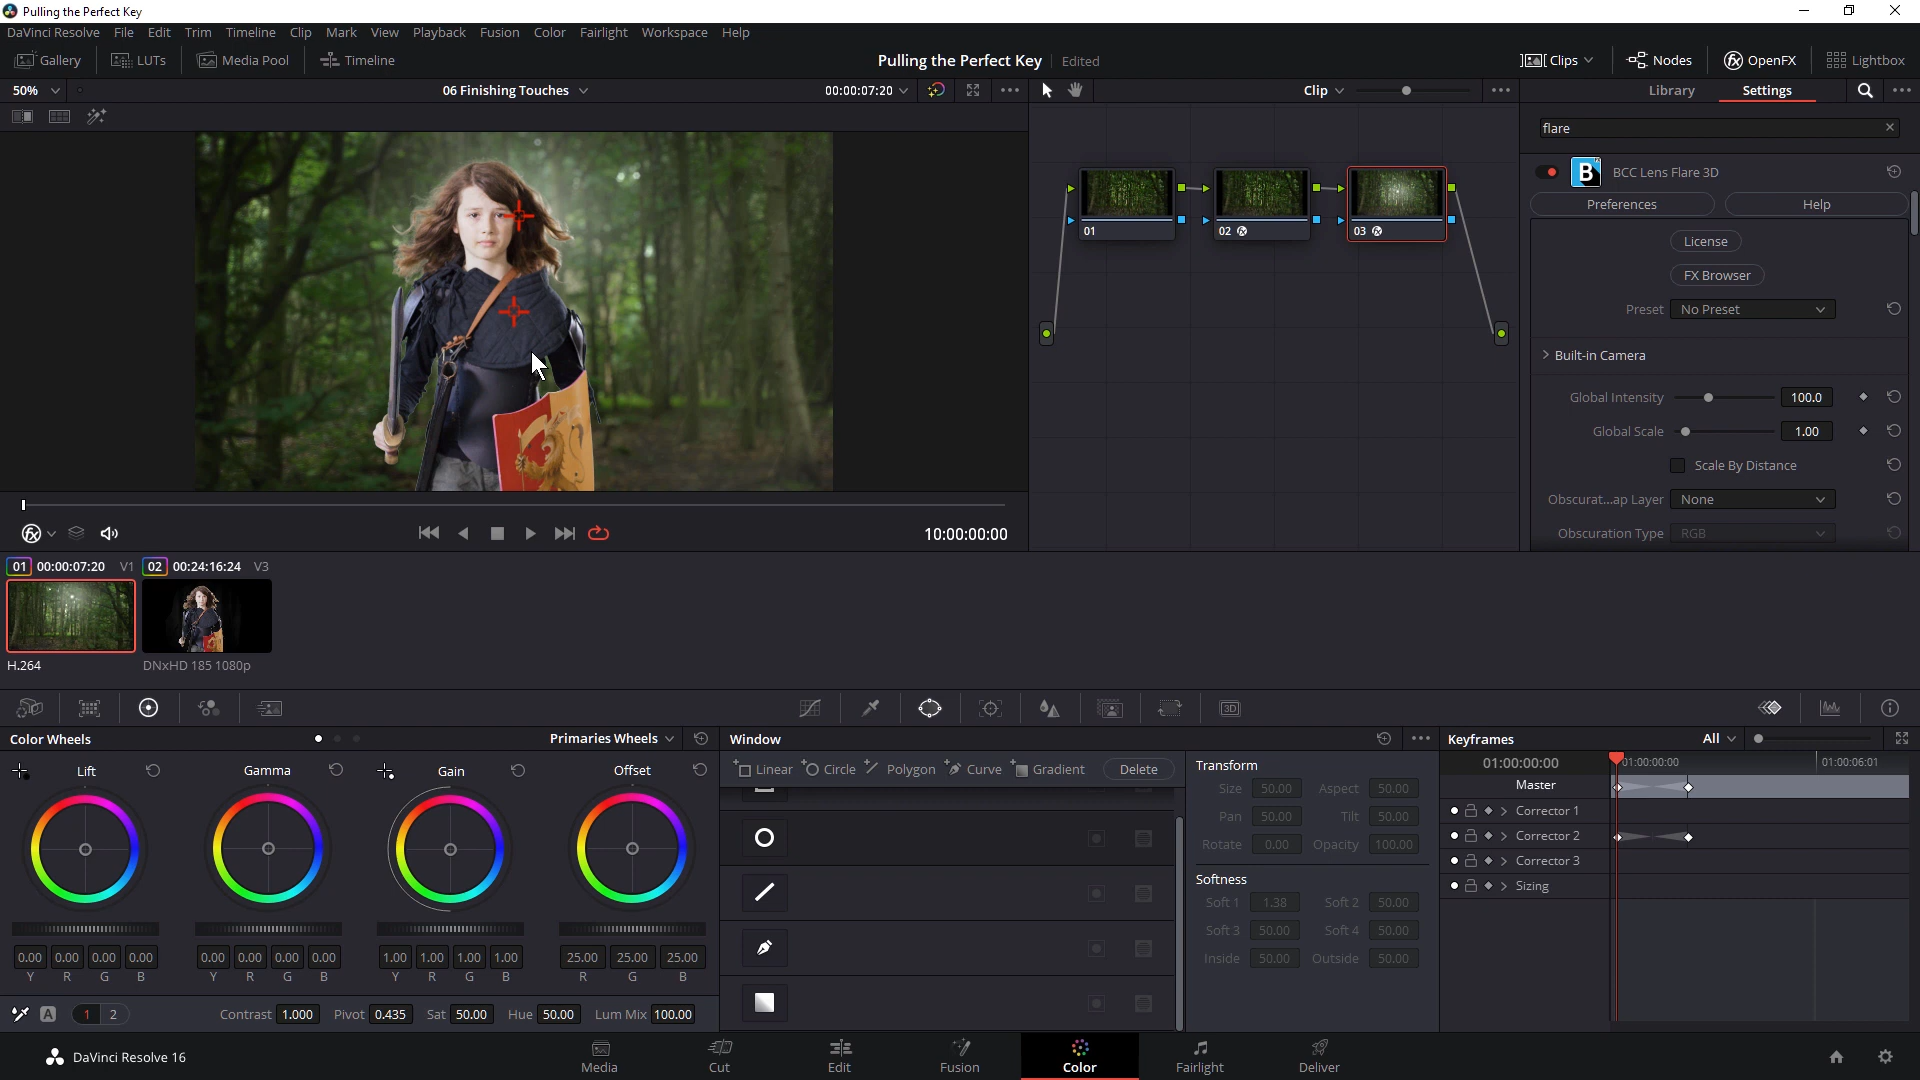 Pulling the Perfect Key
DaVinci Resolve File Edit Trim Timeline Clip Mark View Playback Fusion Color Fairlight Workspace Help
Gallery LUTs Media Pool Timeline Pulling the Perfect Key Edited Clips Nodes OpenFX Lightbox
50% 06 Finishing Touches 00:00:07:20 Clip Library Settings
flare
B BCC Lens Flare 3D
Preferences Help
License
FX Browser
Preset No Preset
Built-in Camera
Global Intensity 100.0
Global Scale 1.00
Scale By Distance
Obscurat...ap Layer None
Obscuration Type RGB
01 02 03
10:00:00:00
01 00:00:07:20 V1 02 00:24:16:24 V3
H.264 DNxHD 185 1080p
3D
Color Wheels Primaries Wheels Window Keyframes All
Lift Gamma Gain Offset
0.00 0.00 0.00 0.00 0.00 0.00 0.00 0.00 1.00 1.00 1.00 1.00 25.00 25.00 25.00
Y R G B Y R G B Y R G B R G B
A 1 2 Contrast 1.000 Pivot 0.435 Sat 50.00 Hue 50.00 Lum Mix 100.00
Linear Circle Polygon Curve Gradient Delete
Transform
Size 50.00 Aspect 50.00
Pan 50.00 Tilt 50.00
Rotate 0.00 Opacity 100.00
Softness
Soft 1 1.38 Soft 2 50.00
Soft 3 50.00 Soft 4 50.00
Inside 50.00 Outside 50.00
01:00:00:00 01:00:00:00 01:00:06:01
Master
Corrector 1
Corrector 2
Corrector 3
Sizing
DaVinci Resolve 16 Media Cut Edit Fusion Color Fairlight Deliver